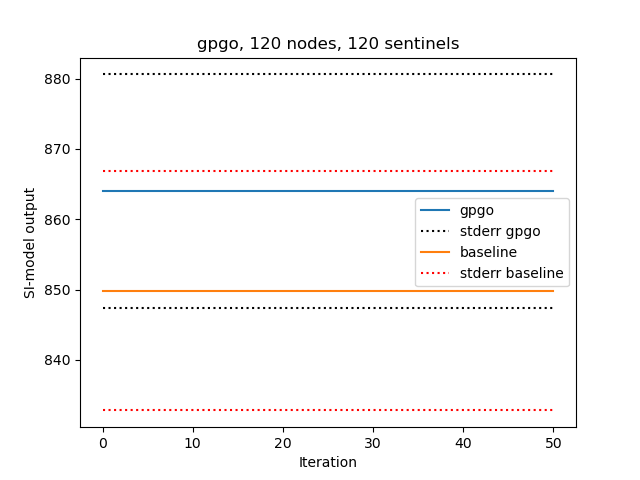 gpgo, 120 nodes, 120 sentinels
880
870
860
850
840
SI-model output
gpgo
stderr gpgo
baseline
stderr baseline
0 10 20 30 40 50
Iteration